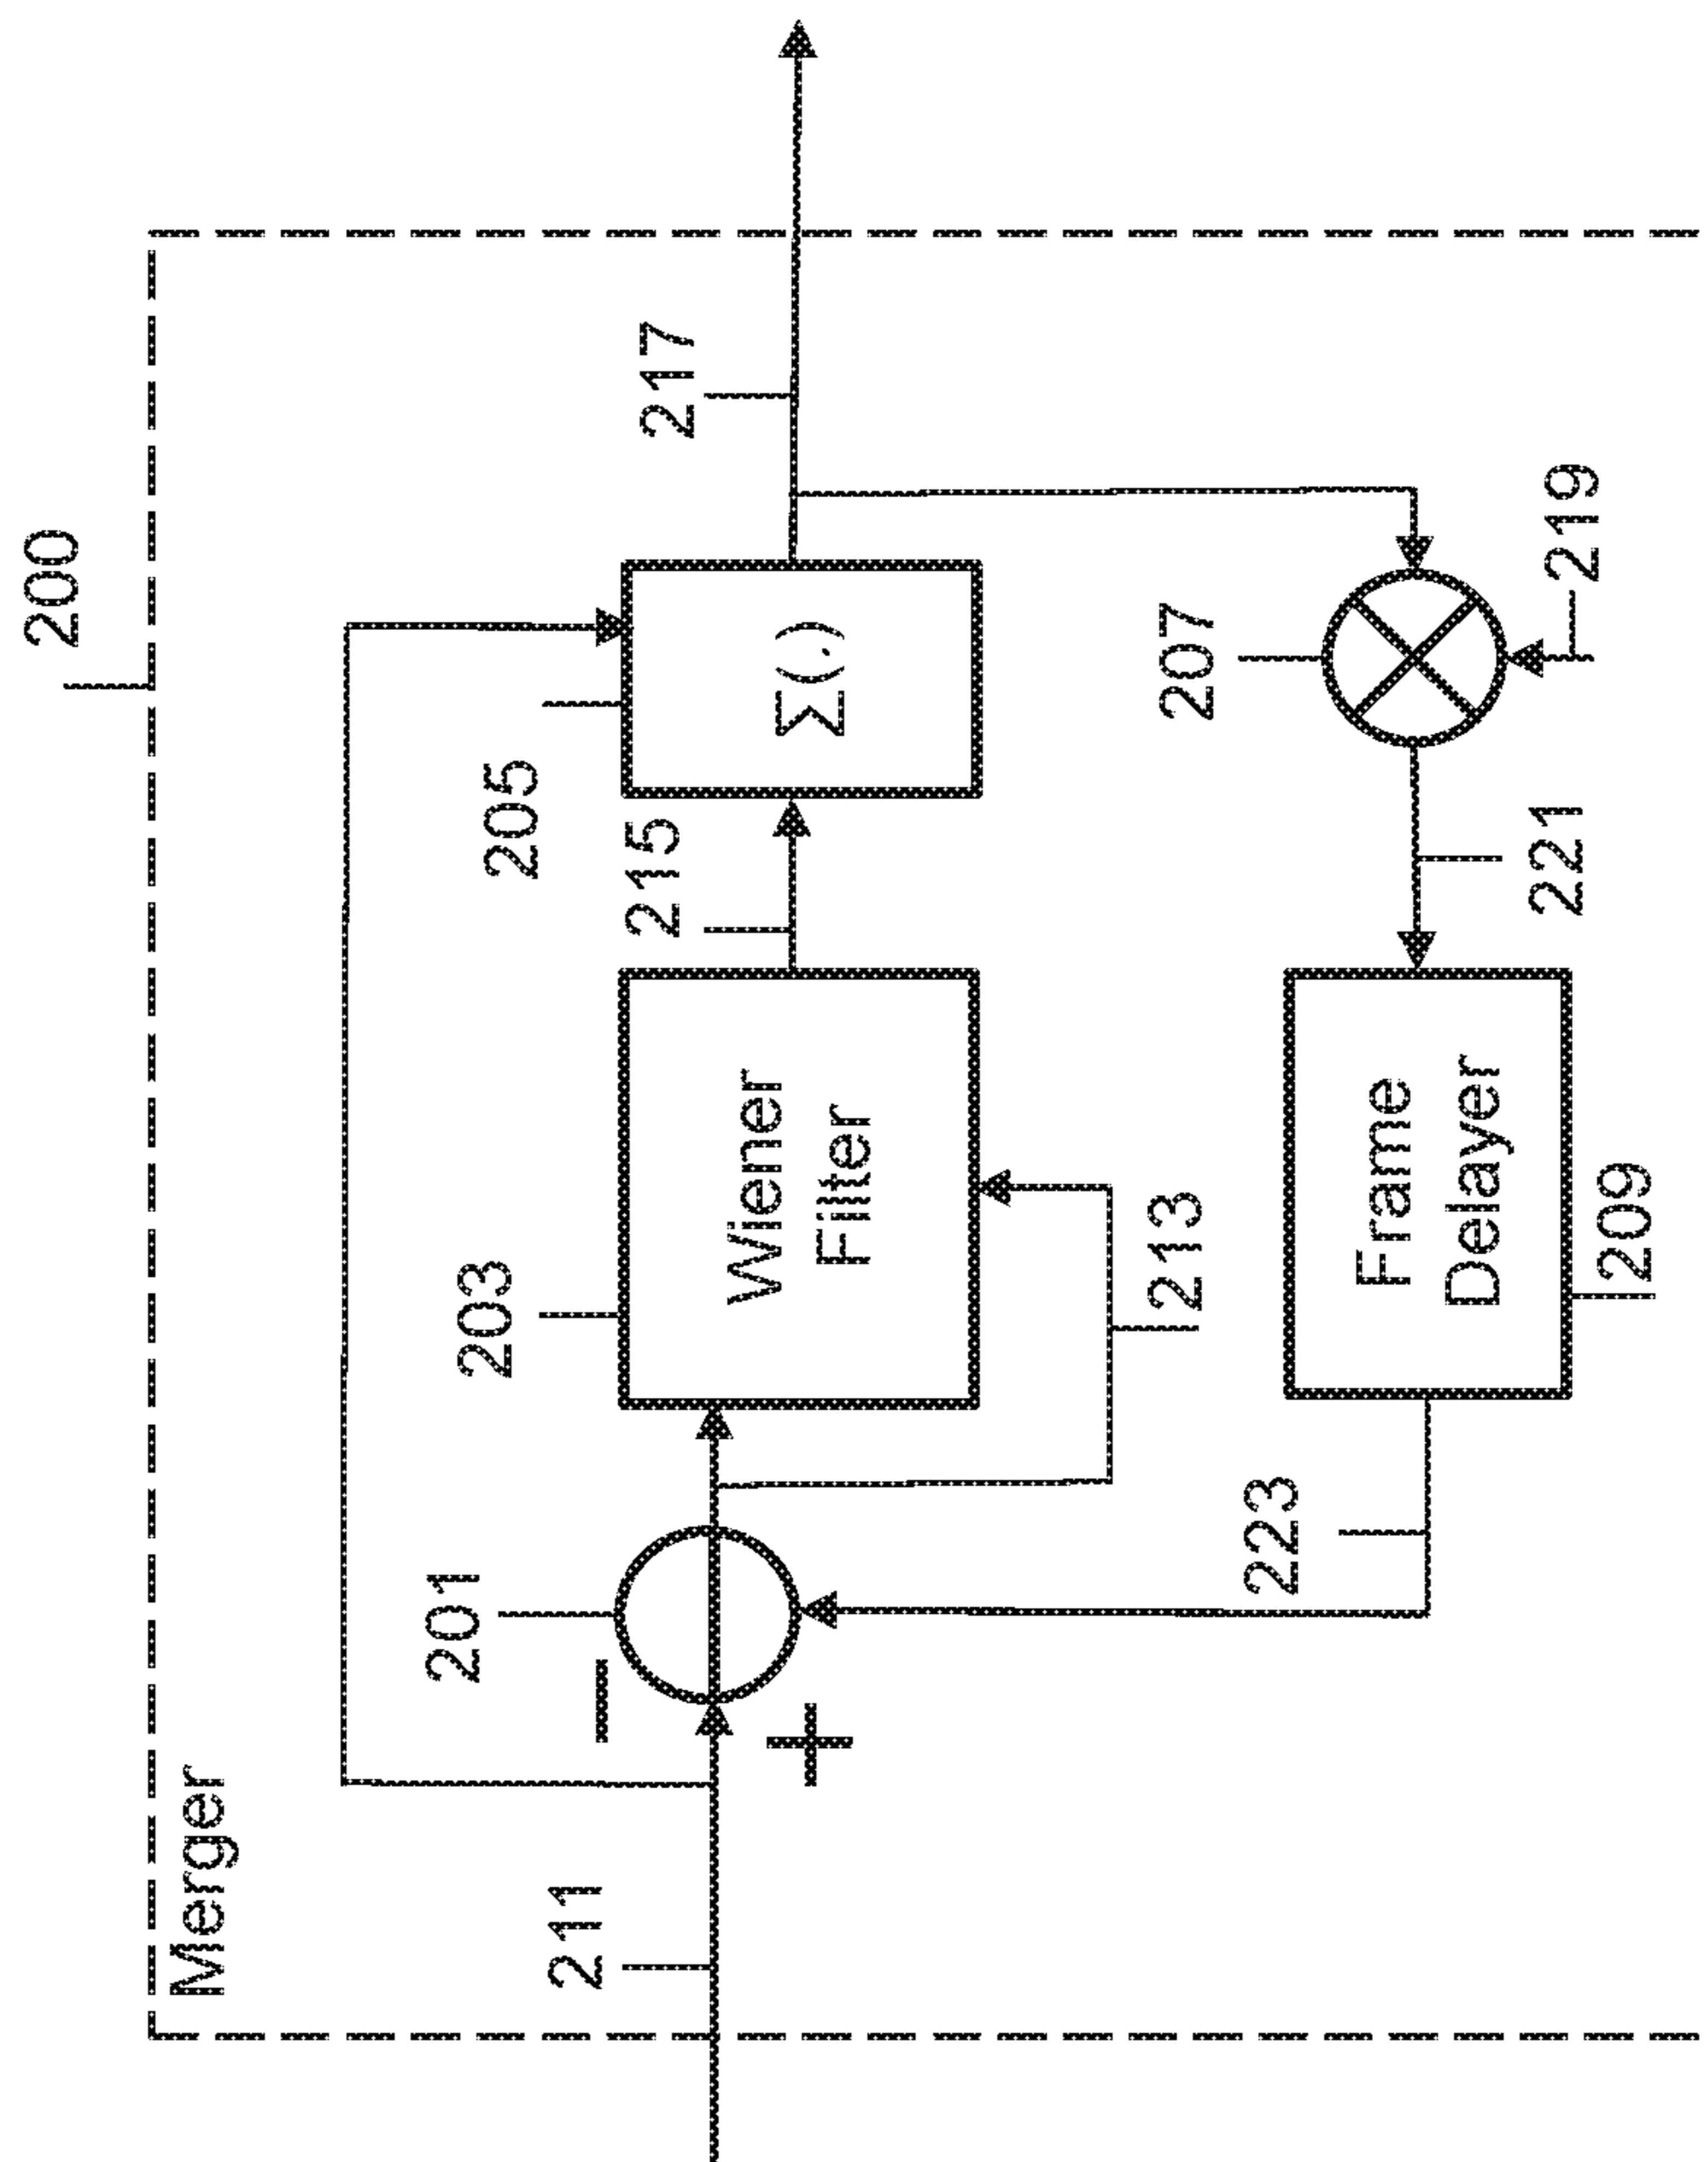 200
Merger
211
201
203
Wiener
Filter
213
215
205
Σ(.)
217
207
219
221
Frame
Delayer
209
223
−
+